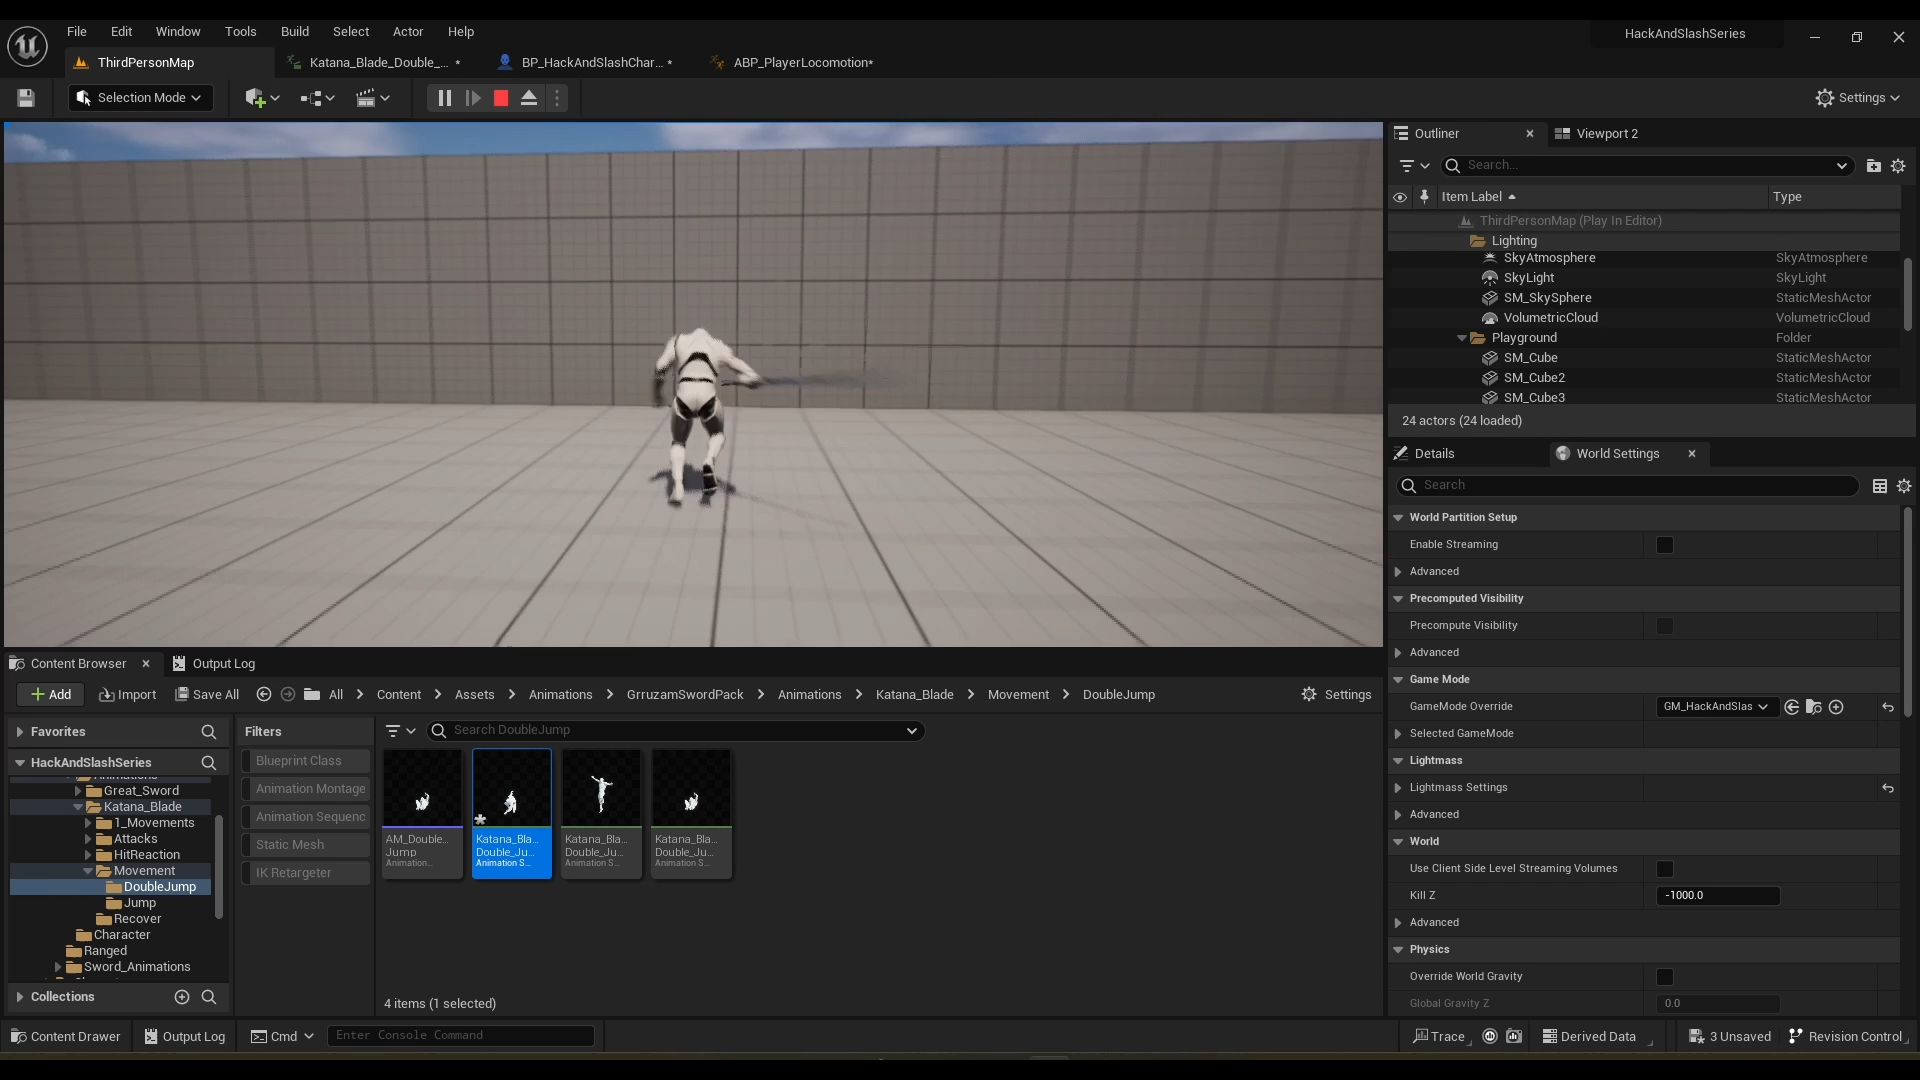 File Edit Window Tools Build Select Actor Help
HackAndSlashSeries
ThirdPersonMap
Katana_Blade_Double_... *
BP_HackAndSlashChar... *
ABP_PlayerLocomotion*
Selection Mode
Settings
Outliner
Viewport 2
Search...
Item Label
Type
ThirdPersonMap (Play In Editor)
Lighting
SkyAtmosphere SkyAtmosphere
SkyLight SkyLight
SM_SkySphere StaticMeshActor
VolumetricCloud VolumetricCloud
Playground Folder
SM_Cube StaticMeshActor
SM_Cube2 StaticMeshActor
SM_Cube3 StaticMeshActor
24 actors (24 loaded)
Details
World Settings
Search
World Partition Setup
Enable Streaming
Advanced
Precomputed Visibility
Precompute Visibility
Advanced
Game Mode
GameMode Override GM_HackAndSlas
Selected GameMode
Lightmass
Lightmass Settings
Advanced
World
Use Client Side Level Streaming Volumes
Kill Z -1000.0
Advanced
Physics
Override World Gravity
Global Gravity Z 0.0
Content Browser
Output Log
Add Import Save All All Content Assets Animations GrruzamSwordPack Animations Katana_Blade Movement DoubleJump Settings
Favorites
HackAndSlashSeries
Animations
Great_Sword
Katana_Blade
1_Movements
Attacks
HitReaction
Movement
DoubleJump
Jump
Recover
Character
Ranged
Sword_Animations
Collections
Filters
Blueprint Class
Animation Montage
Animation Sequenc
Static Mesh
IK Retargeter
Search DoubleJump
AM_Double...
Jump
Animation...
Katana_Bla...
Double_Ju...
Animation S...
Katana_Bla...
Double_Ju...
Animation S...
Katana_Bla...
Double_Ju...
Animation S...
4 items (1 selected)
Content Drawer Output Log Cmd Enter Console Command Trace Derived Data 3 Unsaved Revision Control